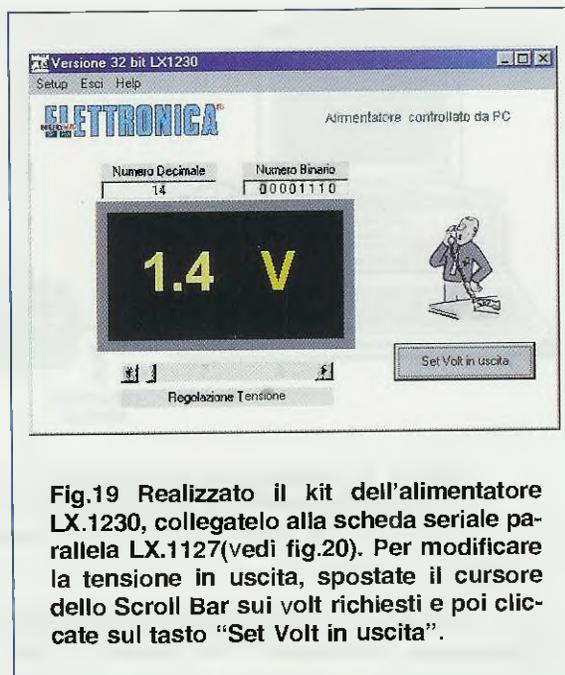 Versione 32 bit LX1230
Setup Esci Help
NUOVA ELETTRONICA
Alimentatore controllato da PC
Numero Decimale Numero Binario
14 00001110
1.4 V
Set Volt in uscita
Regolazione Tensione
Fig.19 Realizzato il kit dell'alimentatore
LX.1230, collegatelo alla scheda seriale pa-
rallela LX.1127(vedi fig.20). Per modificare
la tensione in uscita, spostate il cursore
dello Scroll Bar sui volt richiesti e poi clic-
cate sul tasto “Set Volt in uscita”.